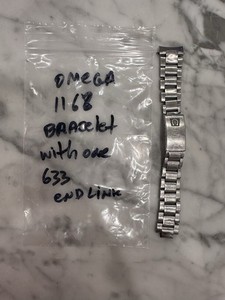 OMEGA
1168
BRACElet
with one
633
eND LINK